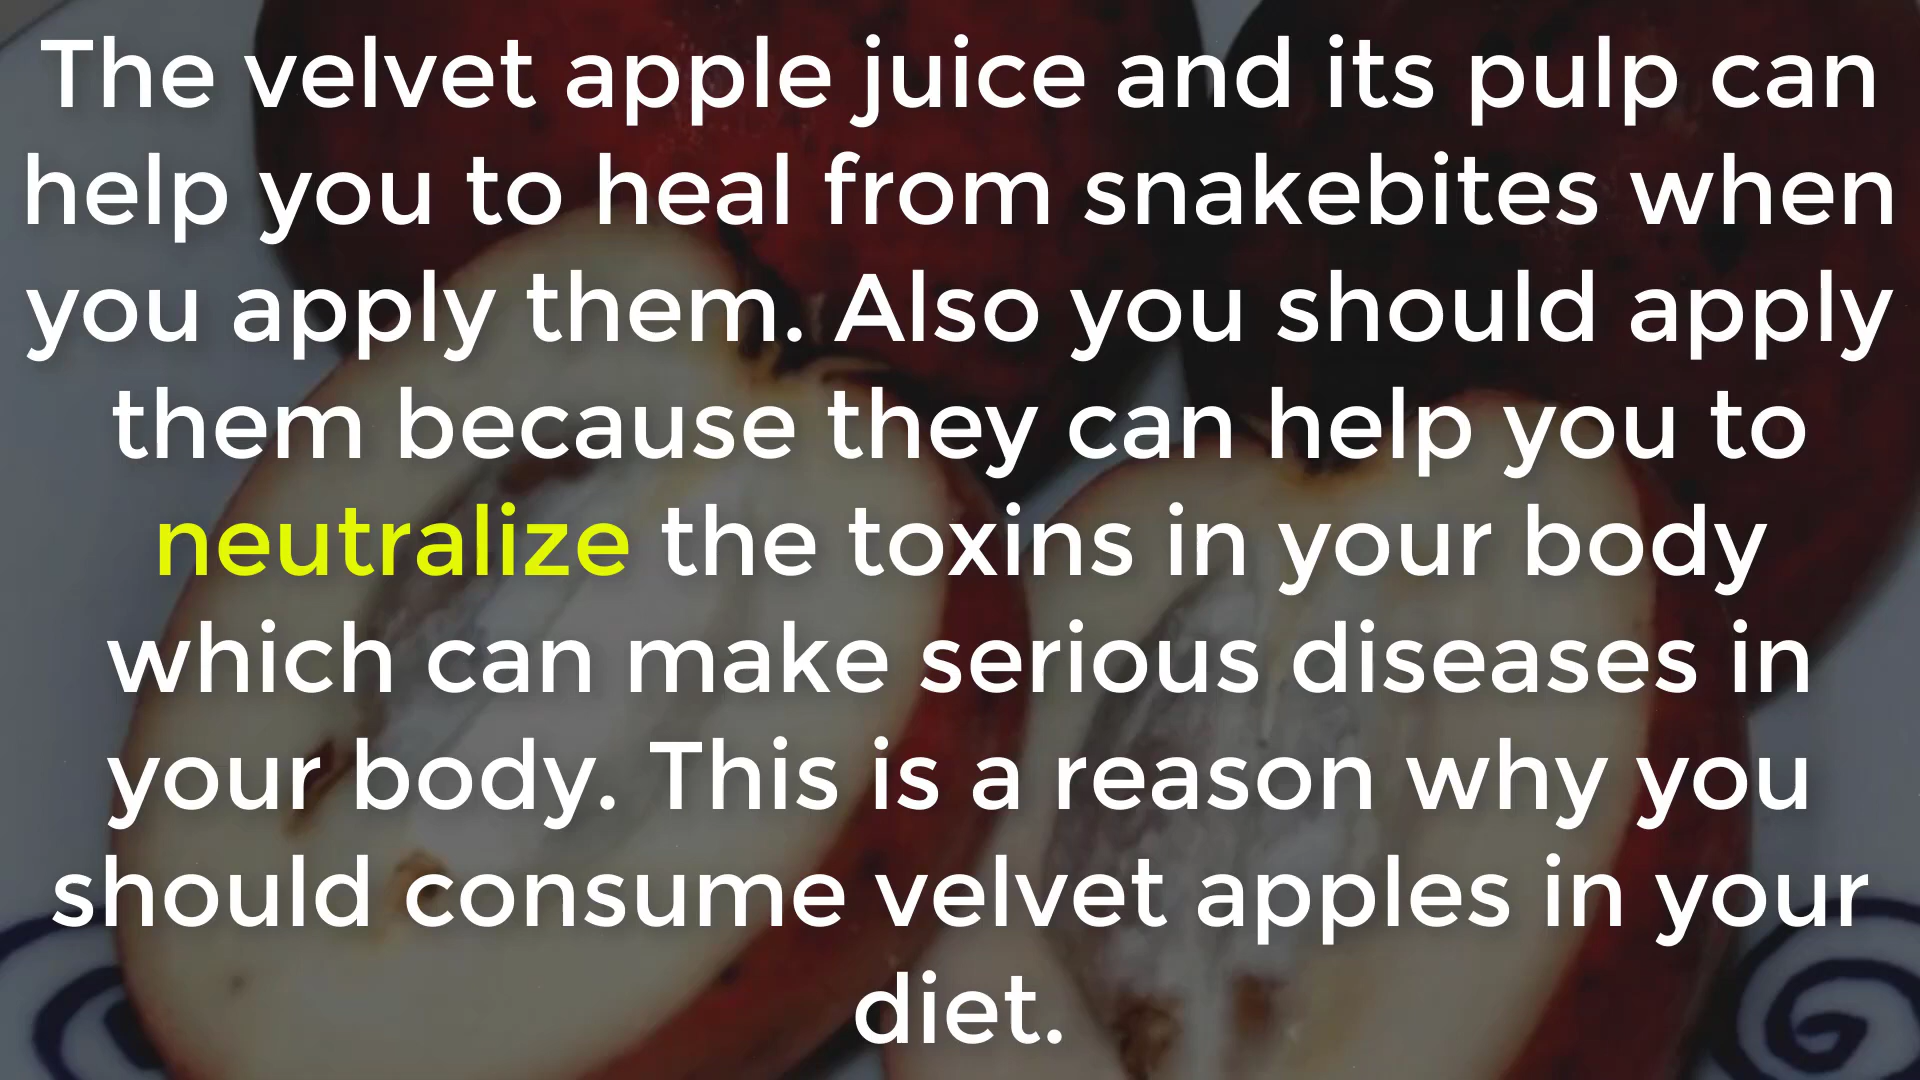 The velvet apple juice and its pulp can
help you to heal from snakebites when
you apply them. Also you should apply
them because they can help you to
neutralize the toxins in your body
which can make serious diseases in
your body. This is a reason why you
should consume velvet apples in your
diet.